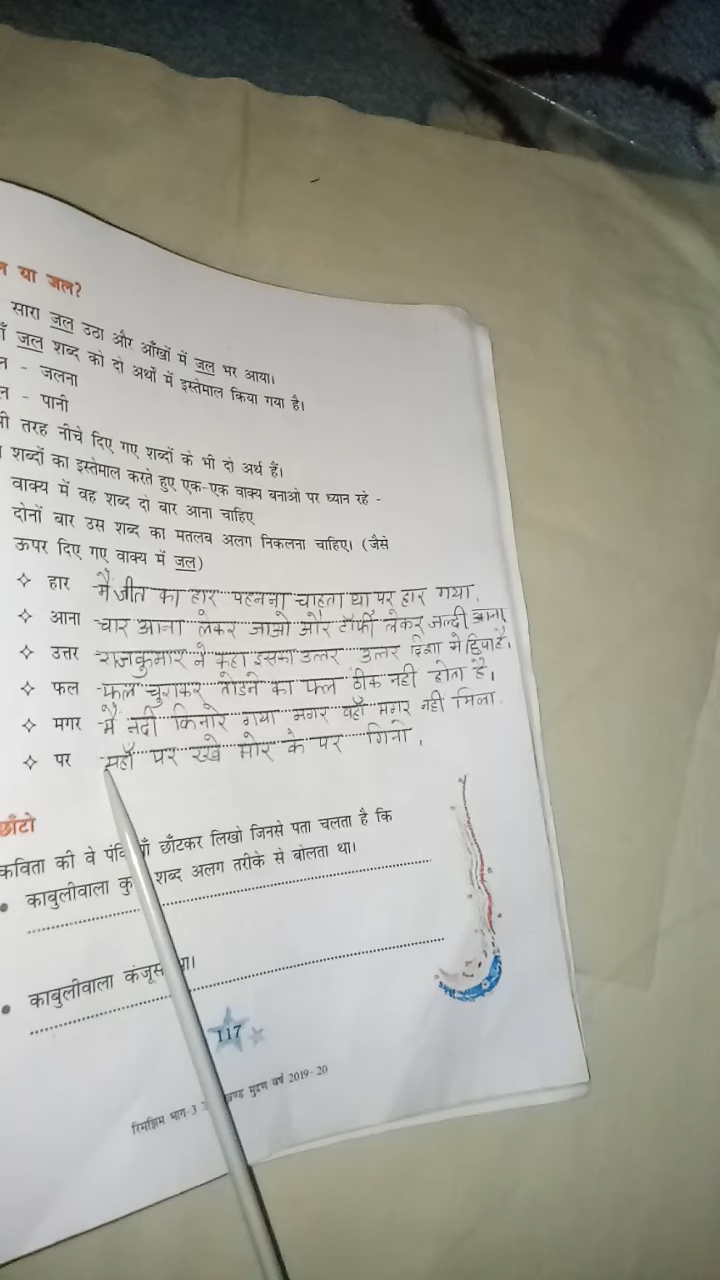 या जल?
सारा जल उठा और आँखों में जल भर आया।
जल शब्द को दो अर्थों में इस्तेमाल किया गया है।
- जलना
- पानी
तरह नीचे दिए गए शब्दों के भी दो अर्थ हैं।
शब्दों का इस्तेमाल करते हुए एक-एक वाक्य बनाओ पर ध्यान रहे -
वाक्य में वह शब्द दो बार आना चाहिए
दोनों बार उस शब्द का मतलब अलग निकलना चाहिए। (जैसे
ऊपर दिए गए वाक्य में जल)
हार मैं जीत का हार पहनना चाहता था पर हार गया.
आना चार आना लेकर जाओ और टॉफी लेकर जल्दी आना
उत्तर राजकुमार ने कहा इसका उत्तर उत्तर दिशा मे छिपा है।
फल फल चुराकर तोडने का फल ठीक नही होता है।
मगर मैं नदी किनारे गया मगर वहाँ मगर नही मिला.
पर यहाँ पर रखे मोर के पर गिनो.
छाँटो
कविता की वे छाँटकर लिखो जिनसे पता चलता है कि
काबुलीवाला शब्द अलग तरीके से बोलता था।
काबुलीवाला कंजूस
117
रिमझिम भाग-3 मुद्रण वर्ष 2019-20